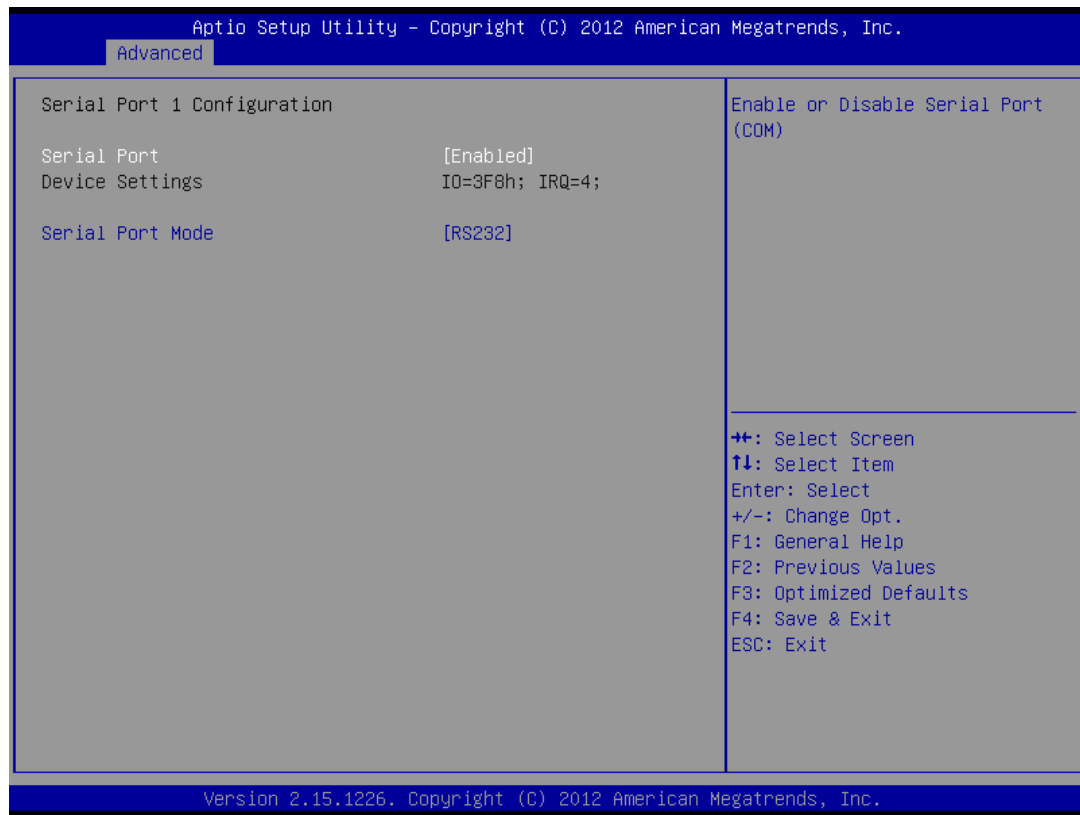 Aptio Setup Utility – Copyright (C) 2012 American Megatrends, Inc.
Advanced
Serial Port 1 Configuration
Serial Port [Enabled]
Device Settings IO=3F8h; IRQ=4;
Serial Port Mode [RS232]
Enable or Disable Serial Port
(COM)
→←: Select Screen
↑↓: Select Item
Enter: Select
+/-: Change Opt.
F1: General Help
F2: Previous Values
F3: Optimized Defaults
F4: Save & Exit
ESC: Exit
Version 2.15.1226. Copyright (C) 2012 American Megatrends, Inc.